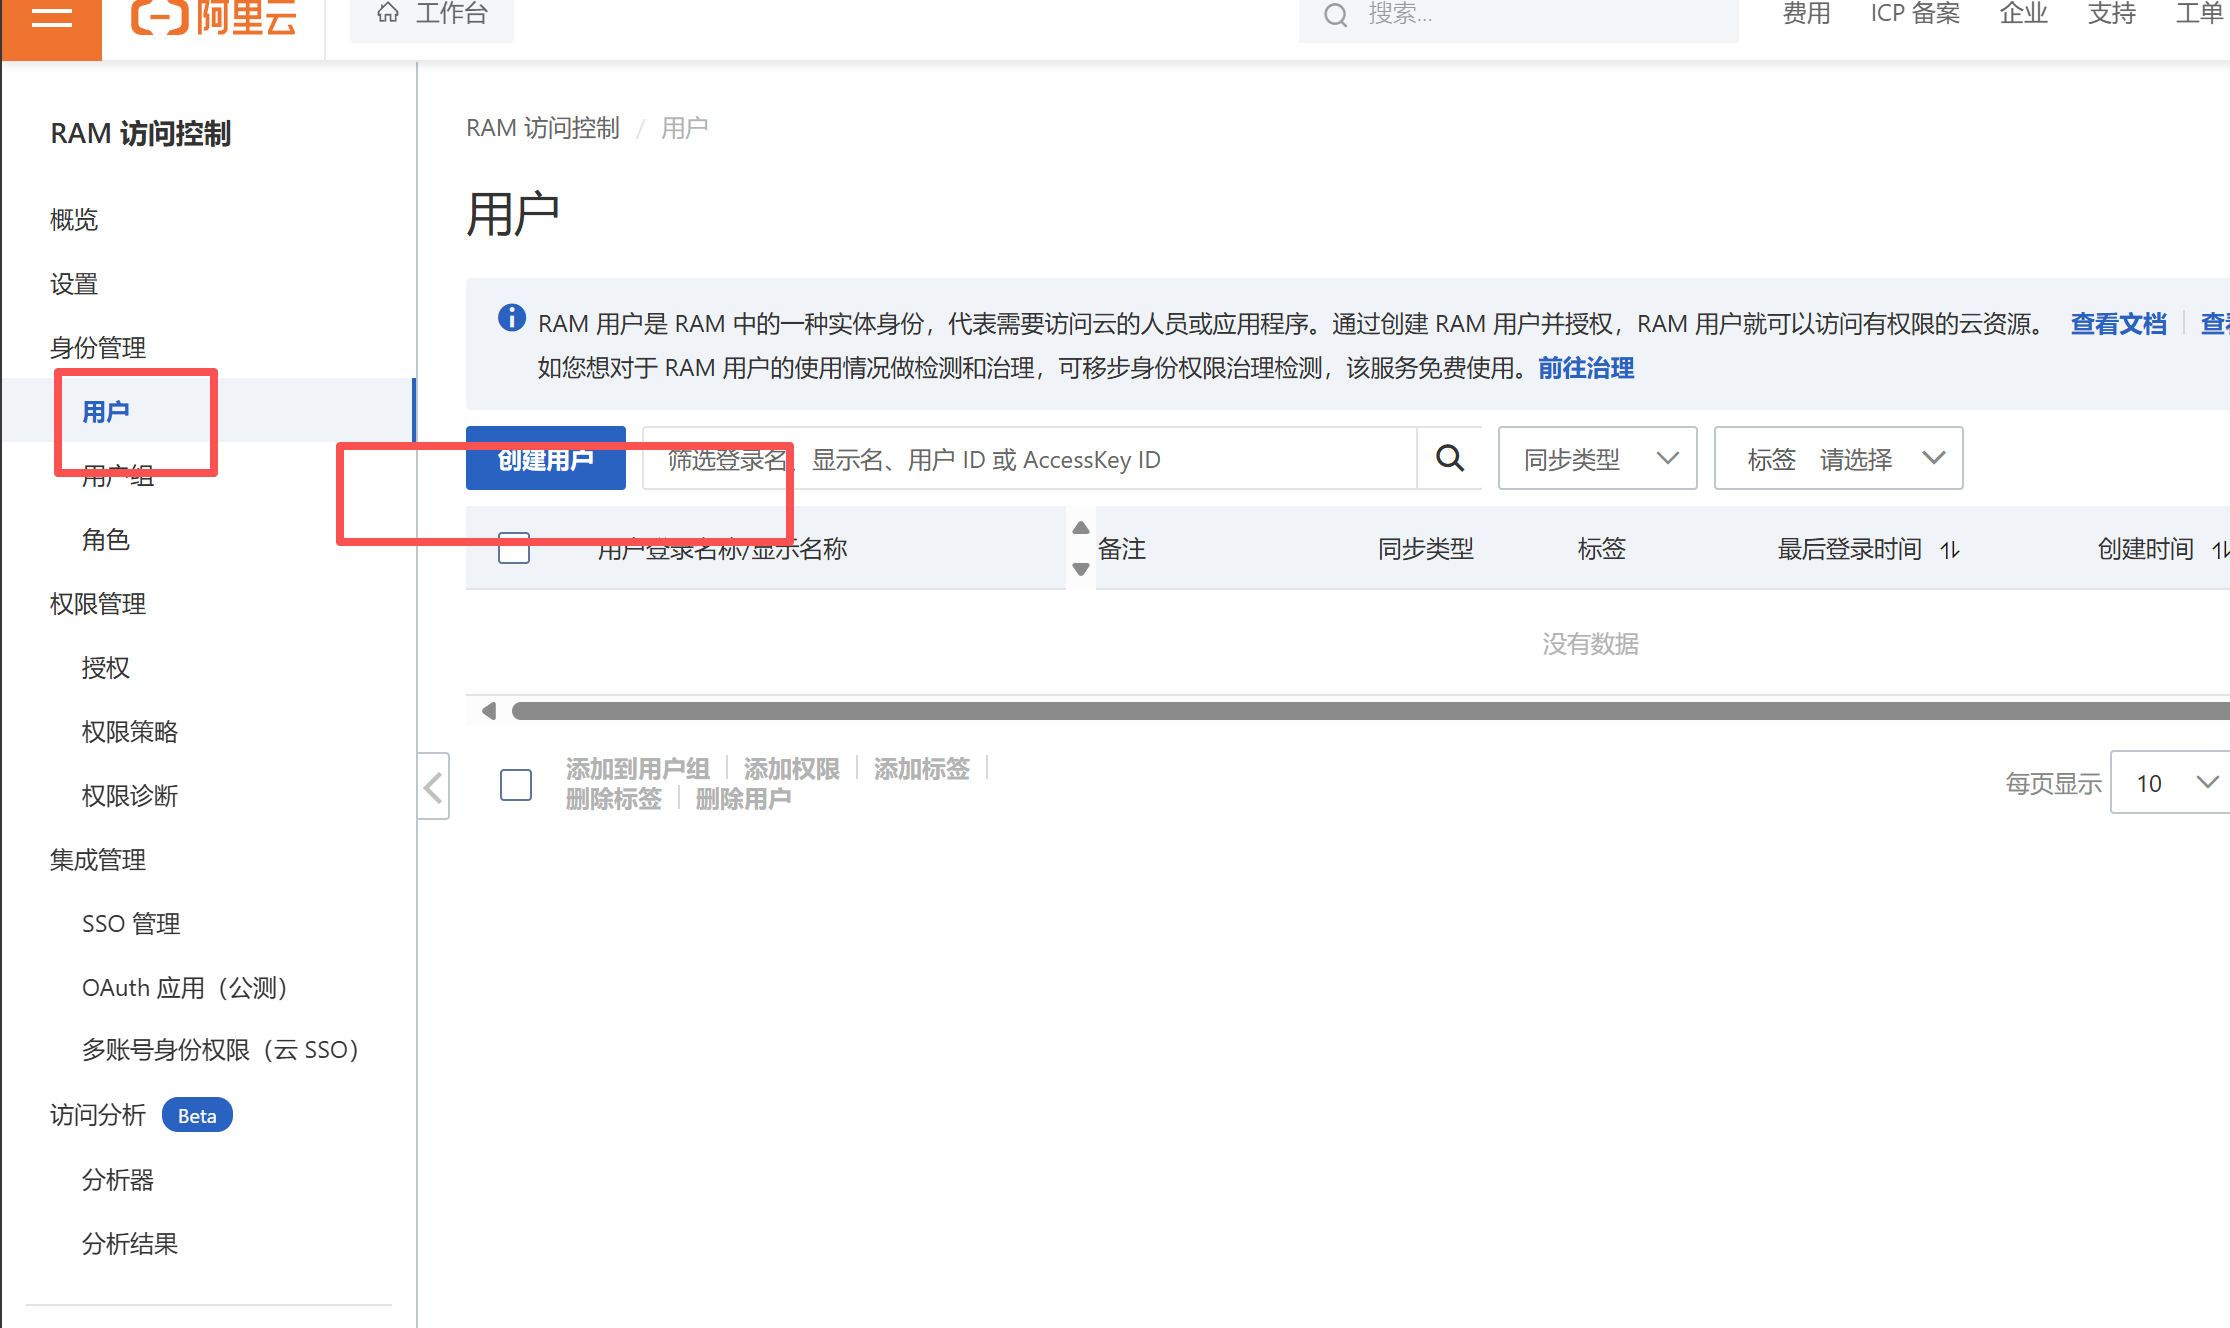 阿里云
工作台
搜索...
费用
ICP 备案
企业
支持
工单
RAM 访问控制
概览
设置
身份管理
用户
用户组
角色
权限管理
授权
权限策略
权限诊断
集成管理
SSO 管理
OAuth 应用（公测）
多账号身份权限（云 SSO）
访问分析 Beta
分析器
分析结果
RAM 访问控制 / 用户
用户
RAM 用户是 RAM 中的一种实体身份，代表需要访问云的人员或应用程序。通过创建 RAM 用户并授权，RAM 用户就可以访问有权限的云资源。 查看文档 查
如您想对于 RAM 用户的使用情况做检测和治理，可移步身份权限治理检测，该服务免费使用。前往治理
创建用户
筛选登录名、显示名、用户 ID 或 AccessKey ID
同步类型
标签 请选择
用户登录名称/显示名称
备注
同步类型
标签
最后登录时间
创建时间
没有数据
添加到用户组 添加权限 添加标签
删除标签 删除用户
每页显示 10